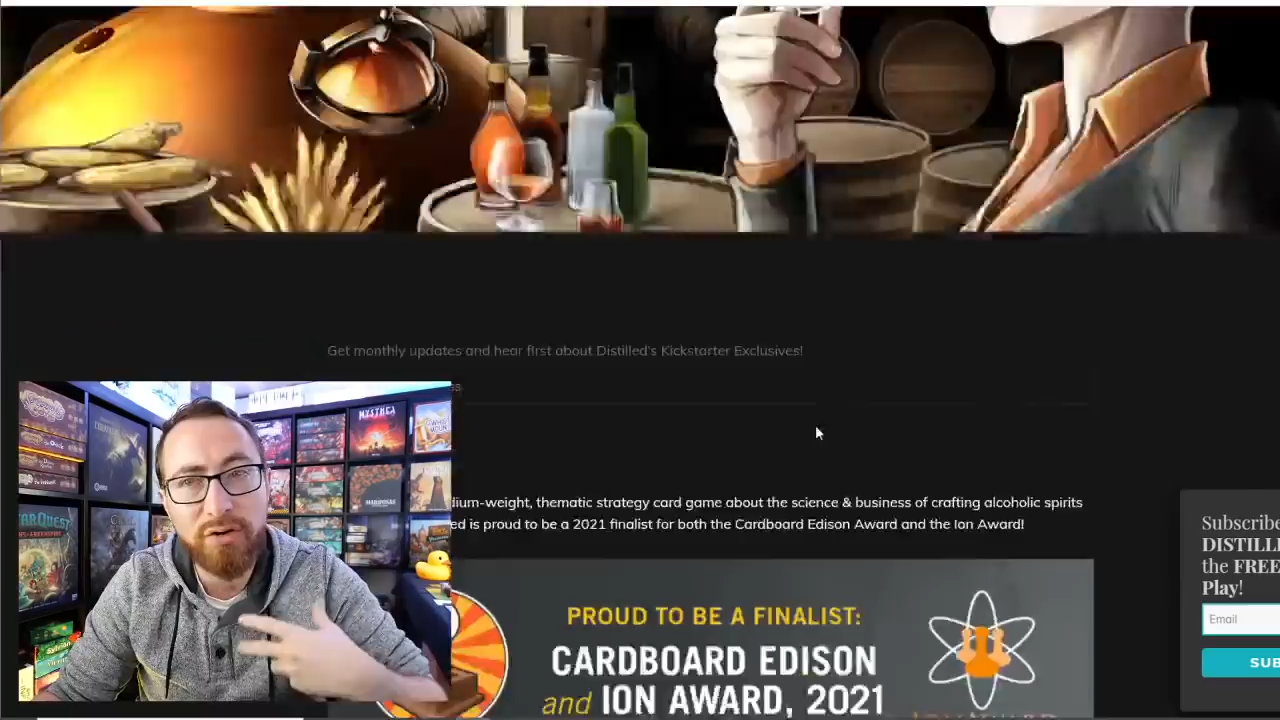 Get monthly updates and hear first about Distilled's Kickstarter Exclusives!
MYSTHEA
dium-weight, thematic strategy card game about the science & business of crafting alcoholic spirits
ed is proud to be a 2021 finalist for both the Cardboard Edison Award and the Ion Award!
Subscribe
DISTILL
the FREE
Play!
Email
SUB
PROUD TO BE A FINALIST:
CARDBOARD EDISON
and ION AWARD, 2021